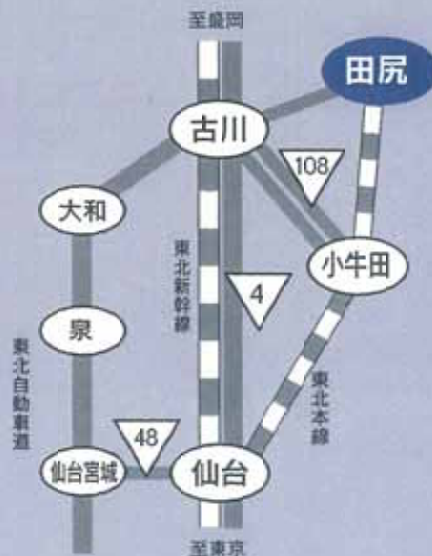 至盛岡
田尻
古川
108
大和
小牛田
東北新幹線
4
泉
東北自動車道
東北本線
48
仙台宮城
仙台
至東京